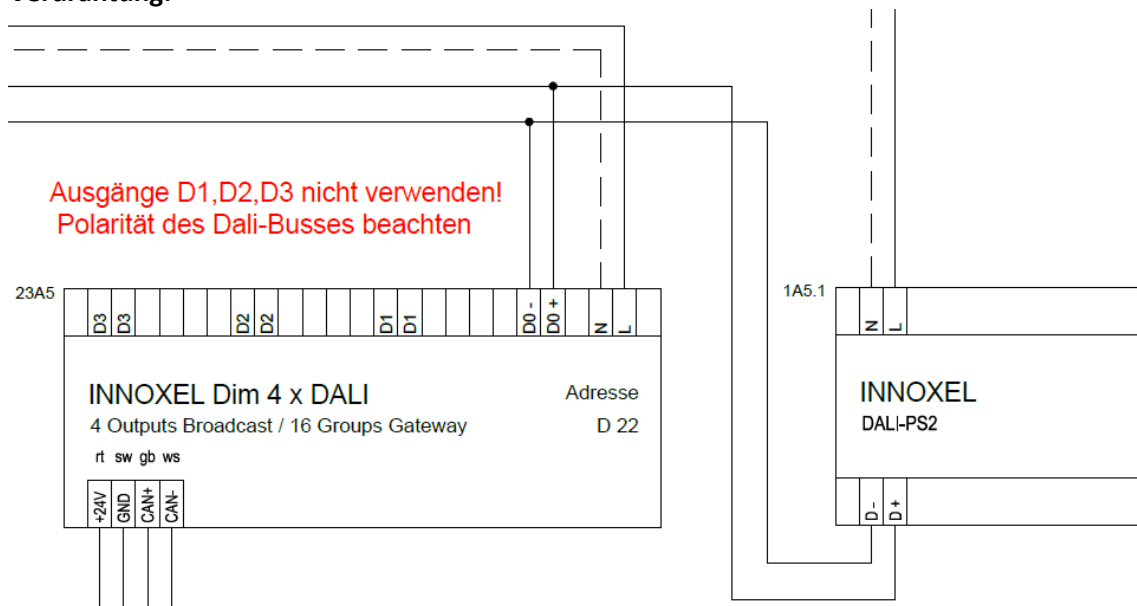 Verdrahtung:
Ausgänge D1,D2,D3 nicht verwenden!
Polarität des Dali-Busses beachten
23A5
D3 D3 D2 D2 D1 D1 D0 - D0 + N L
INNOXEL Dim 4 x DALI
Adresse
4 Outputs Broadcast / 16 Groups Gateway
D 22
rt sw gb ws
+24V GND CAN+ CAN-
1A5.1
N L
INNOXEL
DALI-PS2
D - D +